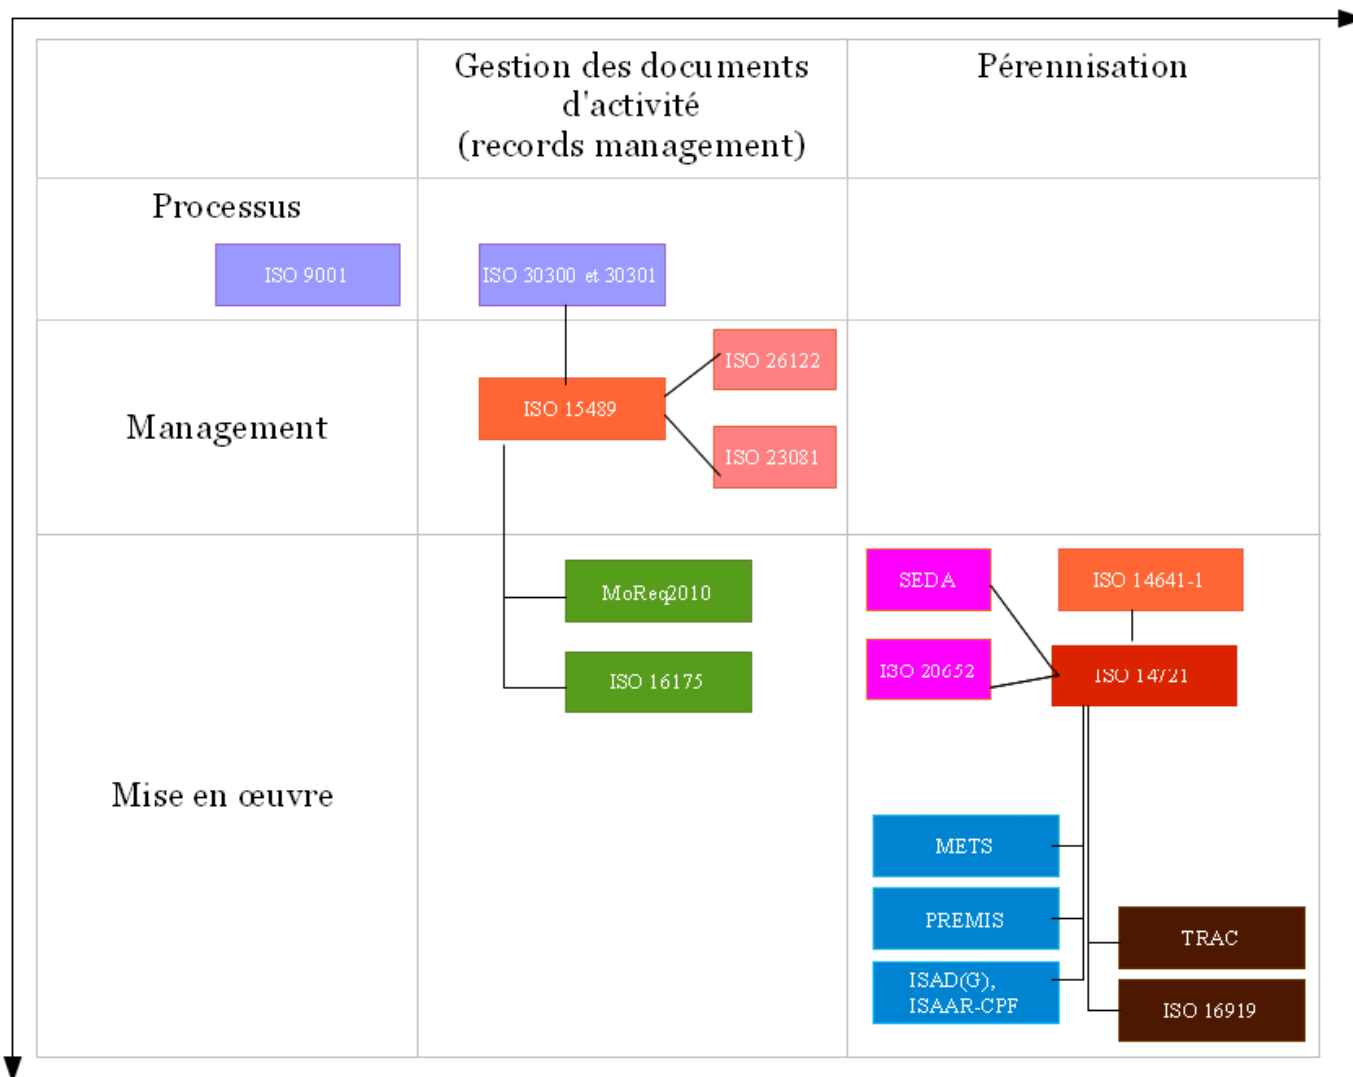 Gestion des documents
d'activité
(records management)
Pérennisation
Processus
ISO 9001
ISO 30300 et 30301
Management
ISO 15489
ISO 26122
ISO 23081
Mise en œuvre
MoReq2010
ISO 16175
SEDA
ISO 14641-1
ISO 20652
ISO 14721
METS
PREMIS
ISAD(G),
ISAAR-CPF
TRAC
ISO 16919